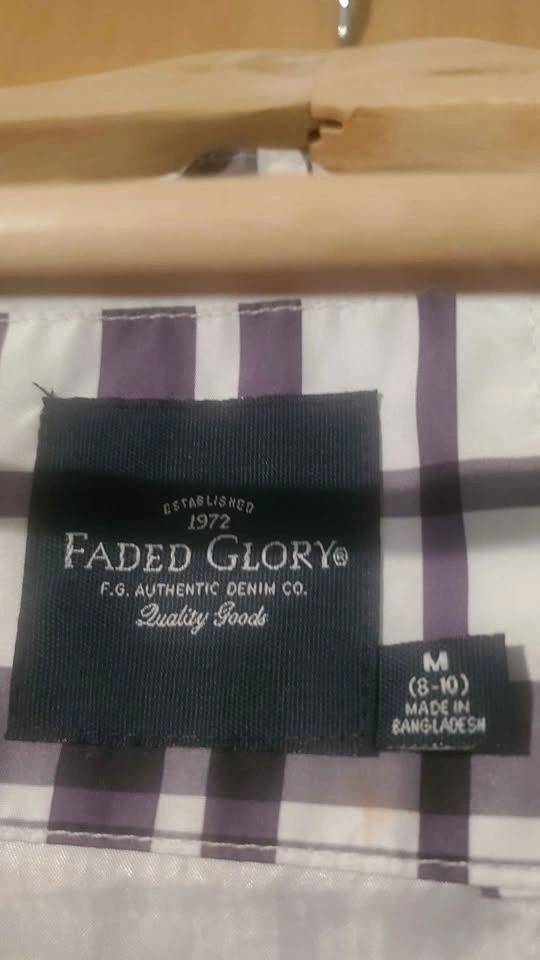 ESTABLISHED
1972
FADED GLORY®
F.G. AUTHENTIC DENIM CO.
Quality Goods
M
(8-10)
MADE IN
BANGLADESH